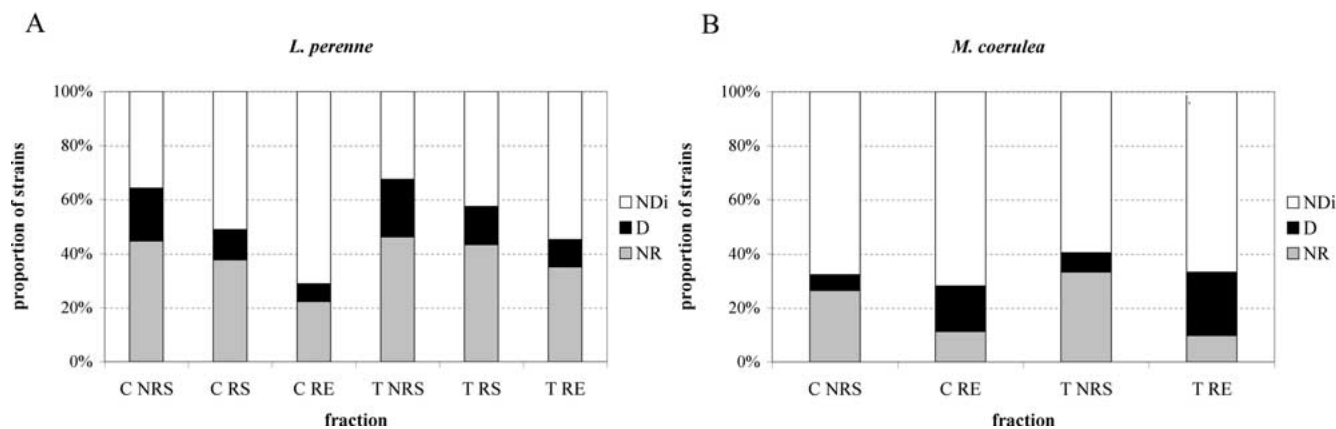 A
L. perenne
proportion of strains
100%
80%
60%
40%
20%
0%
C NRS C RS C RE T NRS T RS T RE
fraction
NDi
D
NR
B
M. coerulea
proportion of strains
100%
80%
60%
40%
20%
0%
C NRS C RE T NRS T RE
fraction
NDi
D
NR